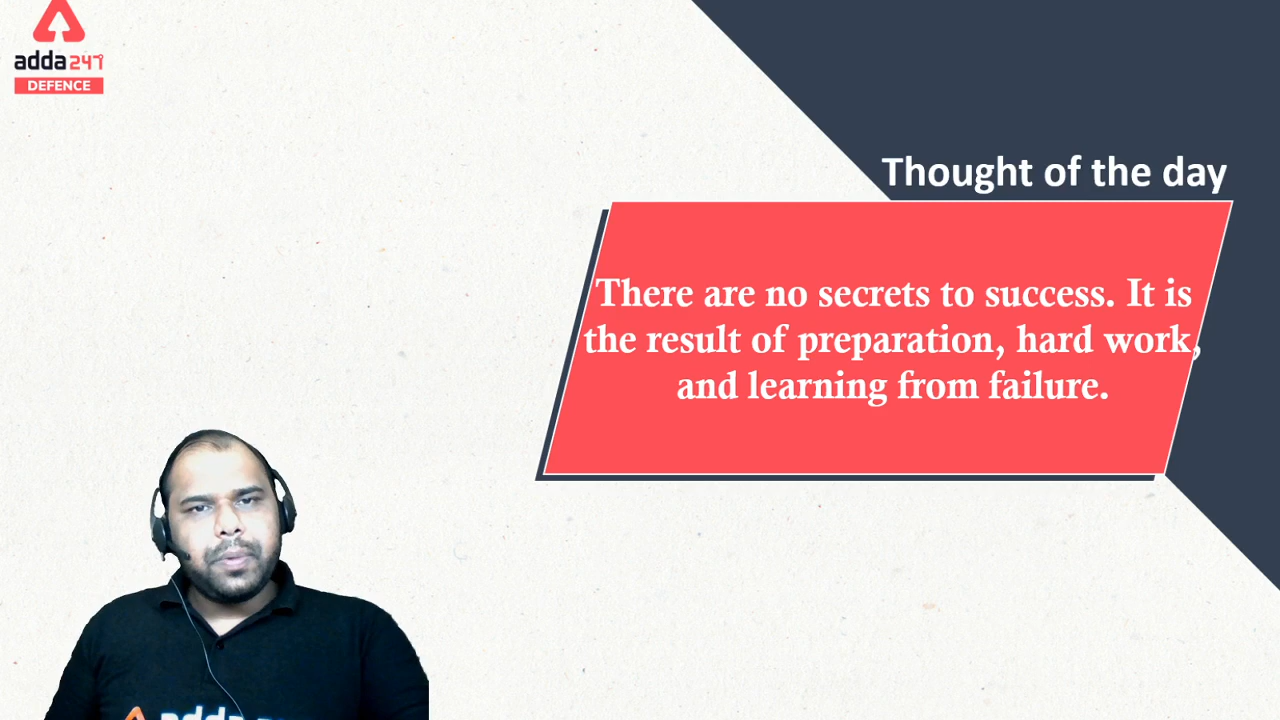 adda247
DEFENCE
Thought of the day
There are no secrets to success. It is
the result of preparation, hard work,
and learning from failure.
adda